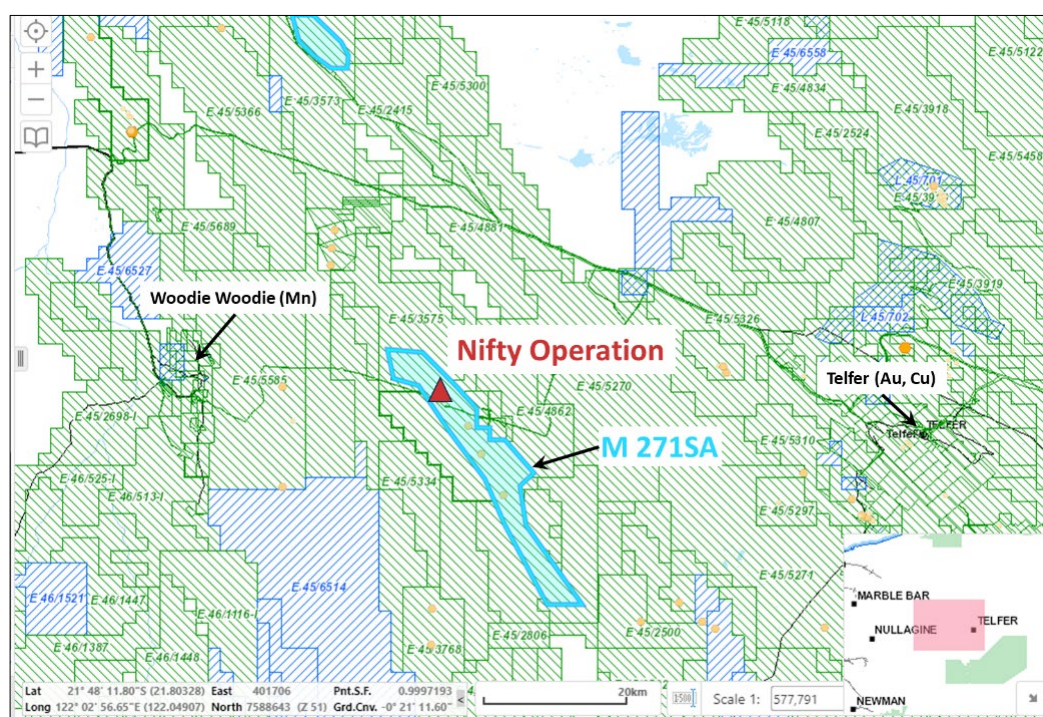 E 45/5118
E 45/6558
E 45/5122
E 45/5300
E 45/4834
E 45/5366
E 45/3573
E 45/2415
E 45/3918
E 45/2524
E 45/5458
L 45/701
E 45/5689
E 45/4881
E 45/4807
E 45/6527
Woodie Woodie (Mn)
E 45/3919
E 45/3575
E 45/5326
L 45/702
Nifty Operation
E 45/5585
E 45/5270
Telfer (Au, Cu)
E 45/2698-I
E 45/4862
TELFER
Telfer
M 271SA
E 45/5310
E 46/525-I
E 45/5334
E 46/513-I
E 45/5297
E 45/6514
E 45/5271
E 46/1521
E 46/1447
E 46/1116-I
MARBLE BAR
TELFER
NULLAGINE
E 45/2806
E 45/2500
E 46/1387
E 46/1448
E 45/3768
Lat 21° 48' 11.80"S (21.80328) East 401706 Pnt.S.F. 0.9997193
20km
1500
Scale 1: 577,791
Long 122° 02' 56.65"E (122.04907) North 7588643 (Z 51) Grd.Cnv. -0° 21' 11.60"
NEWMAN